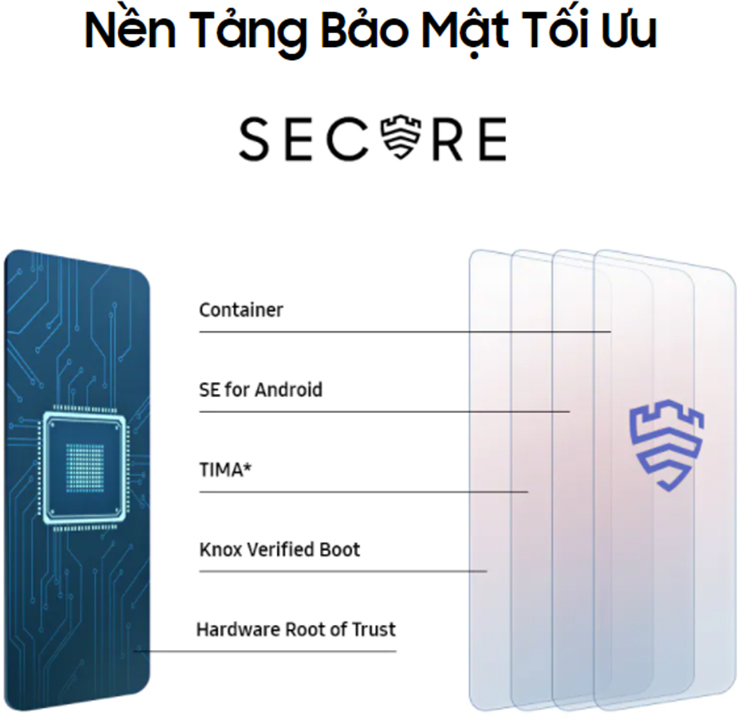 Nền Tảng Bảo Mật Tối Ưu
SECURE
Container
SE for Android
TIMA*
Knox Verified Boot
Hardware Root of Trust